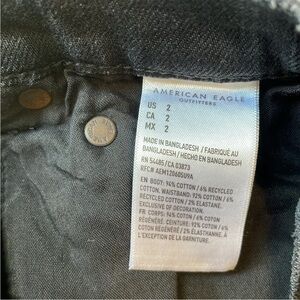 AMERICAN EAGLE
OUTFITTERS
US 2
CA 2
MX 2
MADE IN BANGLADESH / FABRIQUÉ AU
BANGLADESH / HECHO EN BANGLADESH
RN 54485/CA 03873
RFC# AEM120605U9A
EN BODY: 94% COTTON / 6% RECYCLED
COTTON, WAISTBAND: 92% COTTON / 6%
RECYCLED COTTON / 2% ELASTANE.
EXCLUSIVE OF DECORATION.
FR CORPS: 94% COTON / 6% COTON
RÉGÉNÉRÉ, CEINTURE: 92% COTON / 6%
COTON RÉGÉNÉRÉ / 2% ÉLASTHANNE À
L'EXCEPTION DE LA GARNITURE.